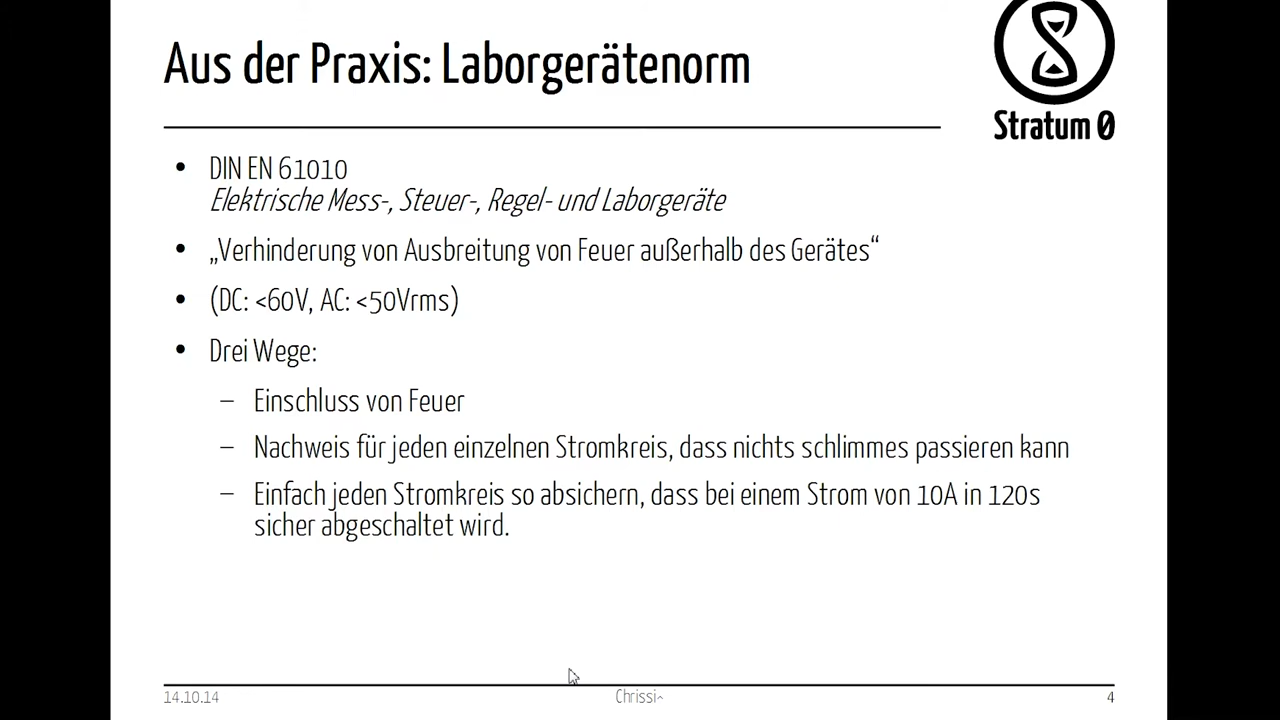 Aus der Praxis: Laborgerätenorm
Stratum 0
• DIN EN 61010
Elektrische Mess-, Steuer-, Regel- und Laborgeräte
• „Verhinderung von Ausbreitung von Feuer außerhalb des Gerätes“
• (DC: <60V, AC: <50Vrms)
• Drei Wege:
– Einschluss von Feuer
– Nachweis für jeden einzelnen Stromkreis, dass nichts schlimmes passieren kann
– Einfach jeden Stromkreis so absichern, dass bei einem Strom von 10A in 120s
sicher abgeschaltet wird.
14.10.14
Chrissi^
4